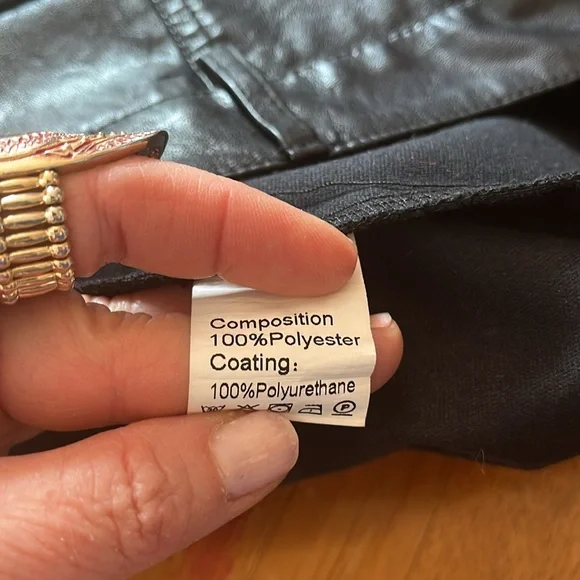 Composition
100%Polyester
Coating:
100%Polyurethane